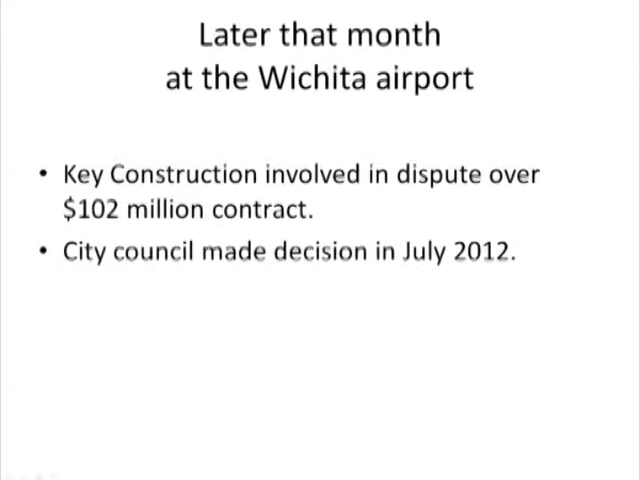 Later that month
at the Wichita airport
• Key Construction involved in dispute over
$102 million contract.
• City council made decision in July 2012.